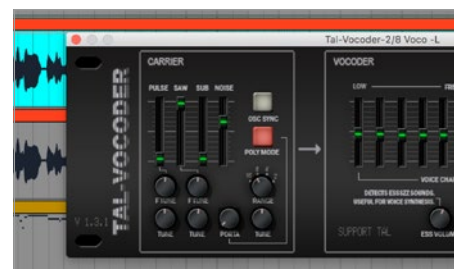 Tal-Vocoder-2/8 Voco -L
CARRIER
VOCODER
TAL-VOCODER
PULSE SAW SUB NOISE
LOW
OSC SYNC
POLY MODE
VOICE CHA
F TUNE
F TUNE
RANGE
DETECTS ESSSZZ SOUNDS.
USEFUL FOR VOICE SYNTHESIS.
V 1.3.1
TUNE
TUNE
PORTA
TUNE
SUPPORT TAL
ESS VOLUM